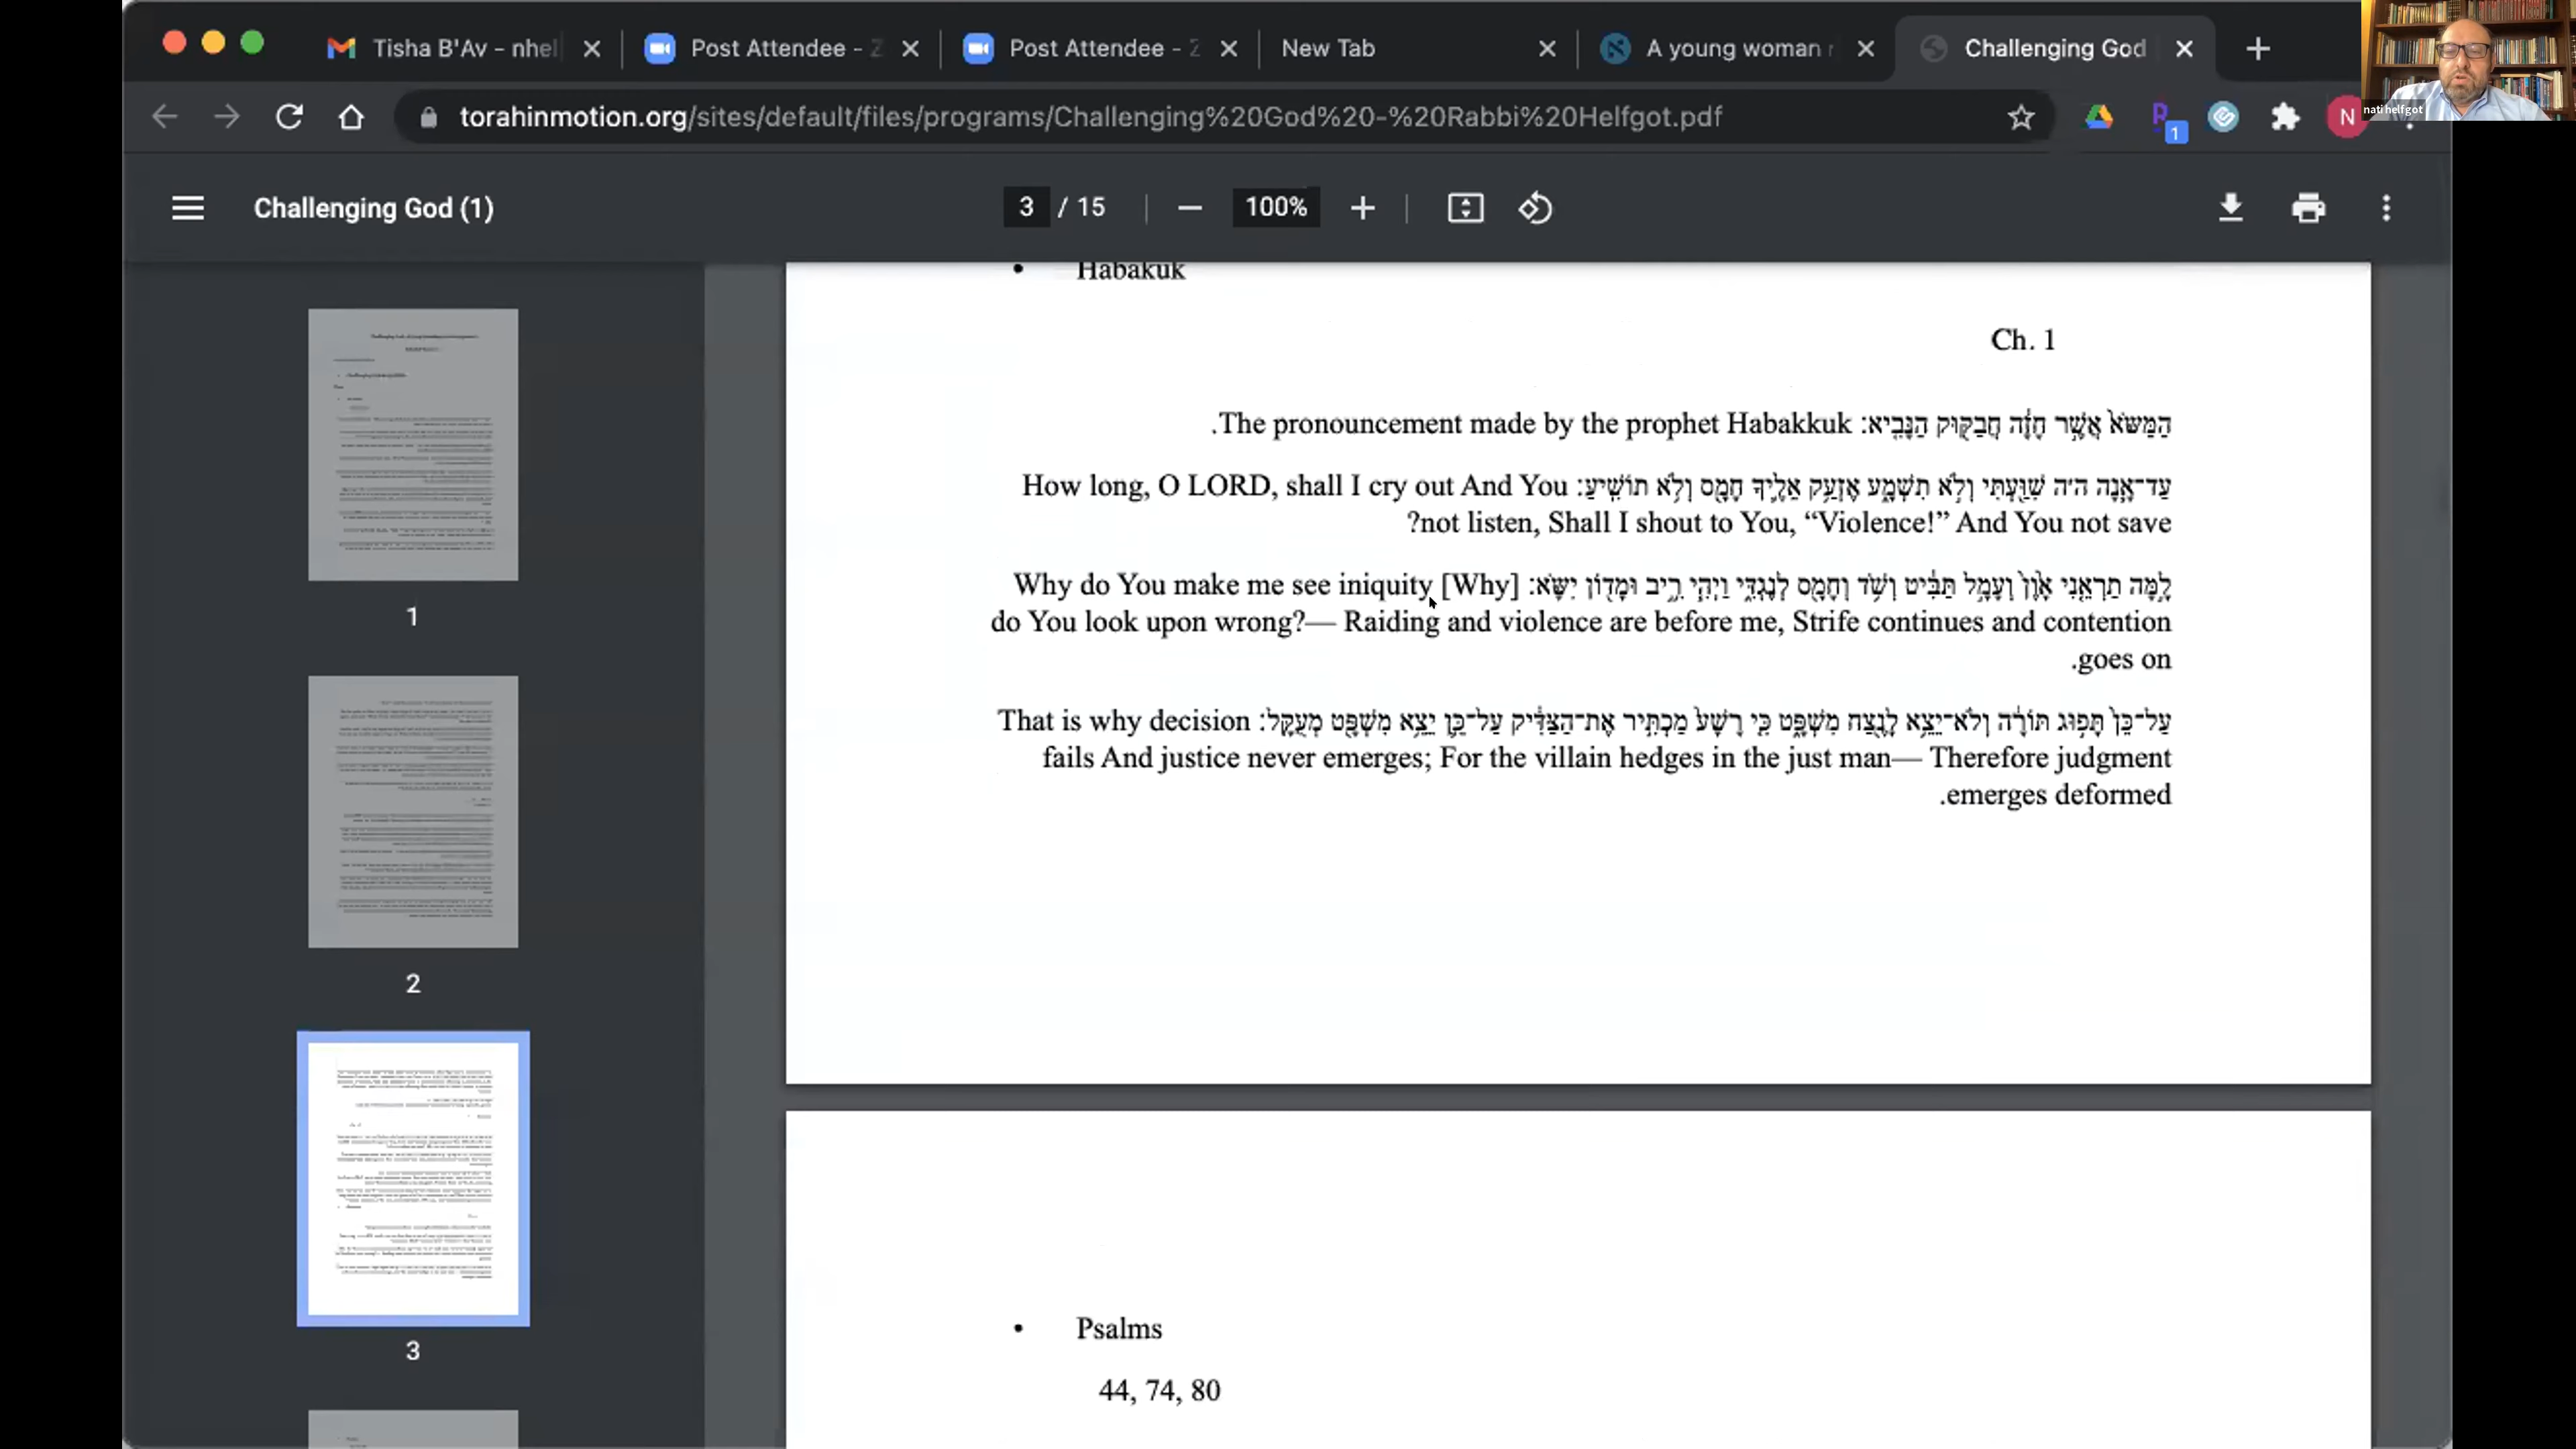 Tisha B'Av - nhel
Post Attendee - Z
Post Attendee - Z
New Tab
A young woman r
Challenging God
torahinmotion.org/sites/default/files/programs/Challenging%20God%20-%20Rabbi%20Helfgot.pdf
1
N
nati helfgot
Challenging God (1)
3 / 15
100%
• Habakuk
Ch. 1
הַמַּשָּׂא֙ אֲשֶׁ֣ר חָזָ֔ה חֲבַקּ֖וּק הַנָּבִֽיא׃ The pronouncement made by the prophet Habakkuk.
עַד־אָ֧נָה ה׳ שִׁוַּ֖עְתִּי וְלֹ֣א תִשְׁמָ֑ע אֶזְעַ֥ק אֵלֶ֛יךָ חָמָ֖ס וְלֹ֥א תוֹשִֽׁיעַ׃ How long, O LORD, shall I cry out And You
not listen, Shall I shout to You, “Violence!” And You not save?
לָ֣מָּה תַרְאֵ֤נִי אָ֙וֶן֙ וְעָמָ֣ל תַּבִּ֔יט וְשֹׁ֥ד וְחָמָ֖ס לְנֶגְדִּ֑י וַיְהִ֧י רִ֦יב וּמָד֖וֹן יִשָּֽׂא׃ Why do You make me see iniquity [Why]
do You look upon wrong?— Raiding and violence are before me, Strife continues and contention
goes on.
עַל־כֵּן֙ תָּפ֣וּג תּוֹרָ֔ה וְלֹֽא־יֵצֵ֥א לָנֶ֖צַח מִשְׁפָּ֑ט כִּ֤י רָשָׁע֙ מַכְתִּ֣יר אֶת־הַצַּדִּ֔יק עַל־כֵּ֛ן יֵצֵ֥א מִשְׁפָּ֖ט מְעֻקָּֽל׃ That is why decision
fails And justice never emerges; For the villain hedges in the just man— Therefore judgment
emerges deformed.
• Psalms
44, 74, 80
1
2
3